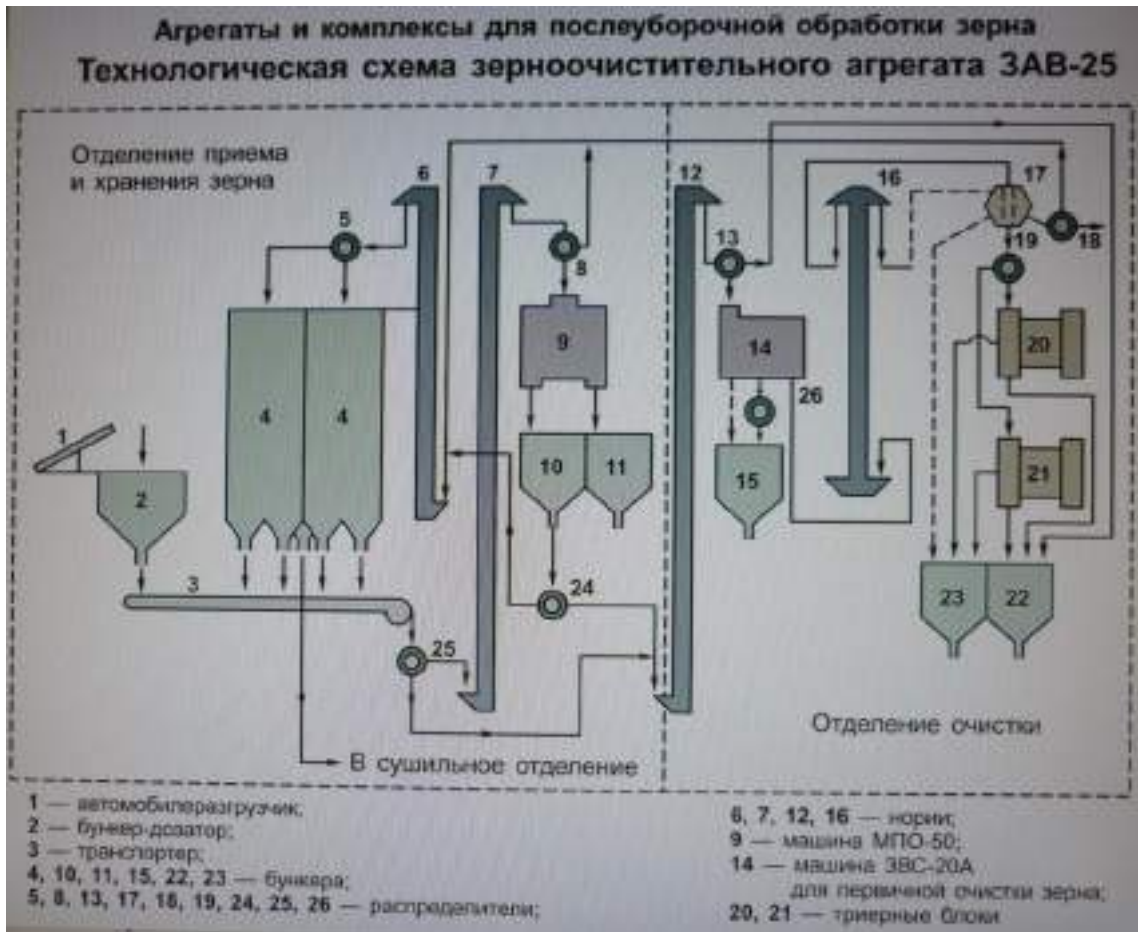 Агрегаты и комплексы для послеуборочной обработки зерна
Технологическая схема зерноочистительного агрегата ЗАВ-25
Отделение приема
и хранения зерна
6
7
12
16
17
5
8
13
19
18
9
14
20
26
4
4
1
2
10
11
15
21
3
24
23
22
25
Отделение очистки
В сушильное отделение
1 — автомобилеразгрузчик;
2 — бункер-дозатор;
3 — транспортер;
4, 10, 11, 15, 22, 23 — бункера;
5, 8, 13, 17, 18, 19, 24, 25, 26 — распределители;
6, 7, 12, 16 — нории;
9 — машина МПО-50;
14 — машина ЗВС-20А
для первичной очистки зерна;
20, 21 — триерные блоки